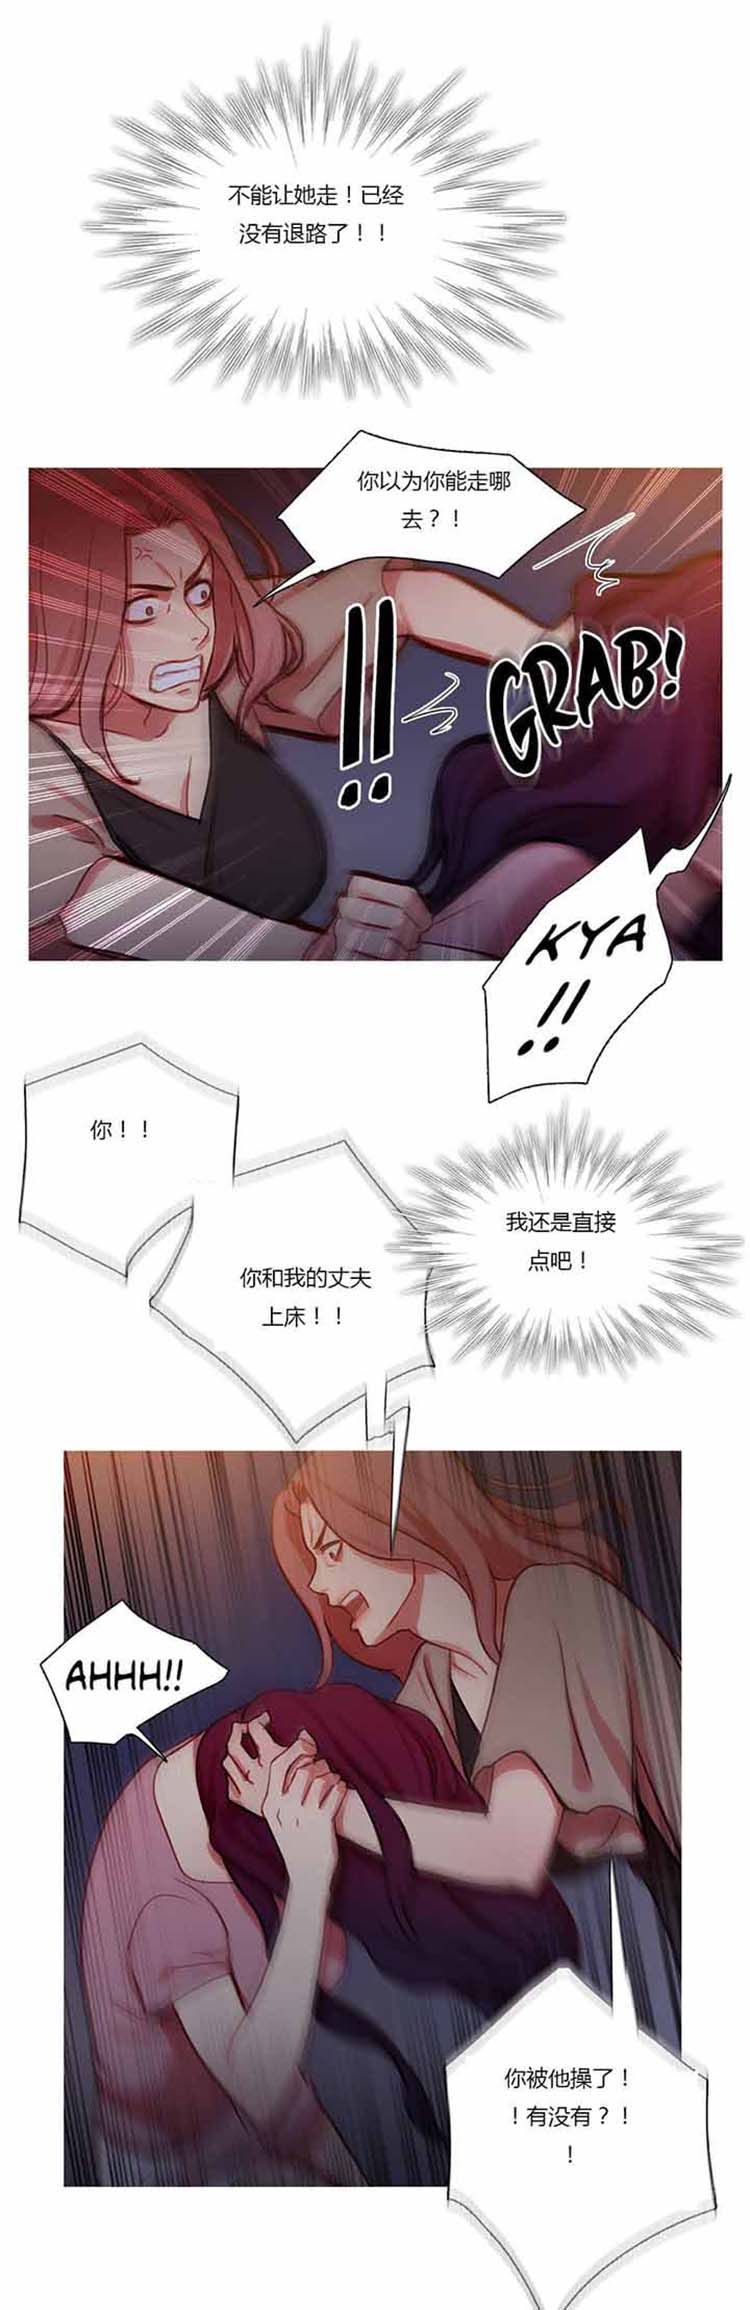 不能让她走！已经
没有退路了！！
你以为你能走哪
去？！
!!
GRAB!
KYA
!!
你！！
我还是直接
点吧！
你和我的丈夫
上床！！
AHHH!!
你被他操了！
！有没有？！
！